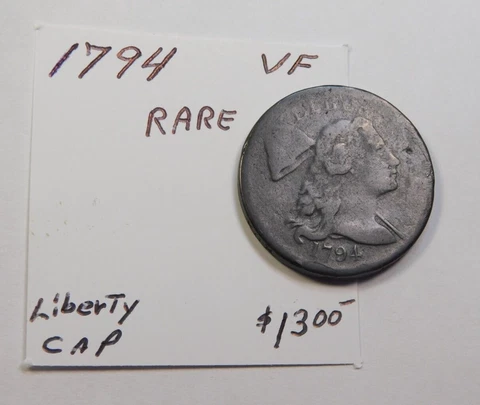 1794 VF
RARE
LIBERTY
1794
Liberty
CAP
$1300-